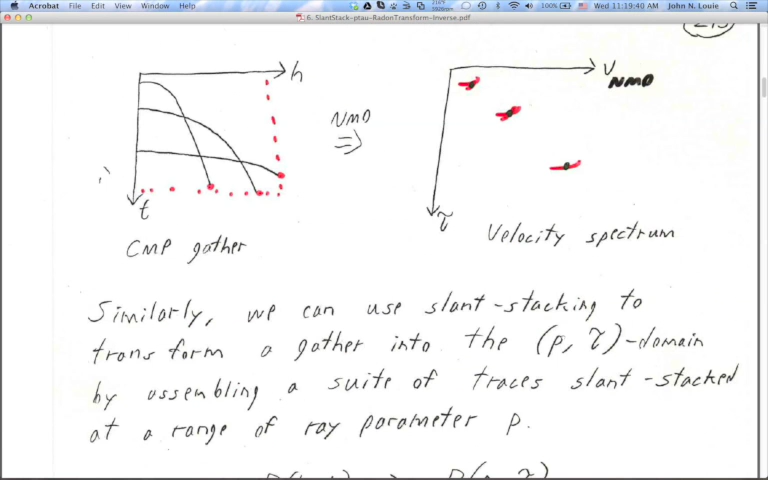 Acrobat File Edit View Window Help
100% Wed 11:19:40 AM John N. Louie
6. SlantStack-ptau-RadonTransform-Inverse.pdf
h
t
CMP gather
NMO
⇒
V
NMO
τ
Velocity spectrum
Similarly, we can use slant-stacking to
transform a gather into the (p, τ)-domain
by assembling a suite of traces slant-stacked
at a range of ray parameter p.